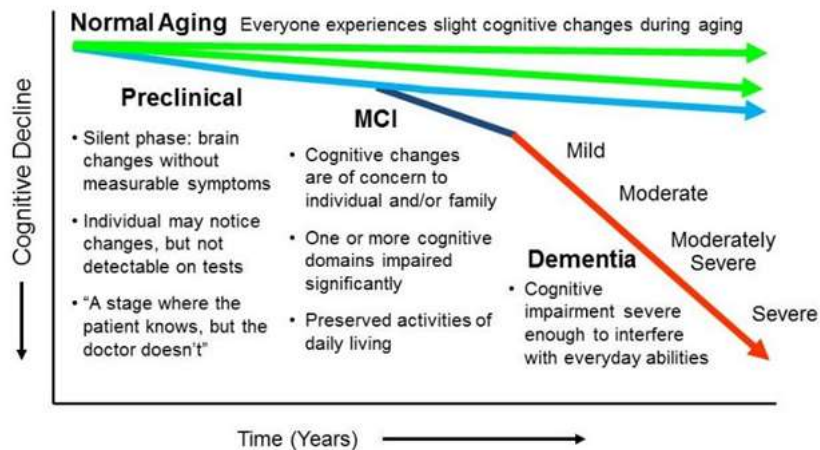 Normal Aging Everyone experiences slight cognitive changes during aging
Cognitive Decline
Preclinical
• Silent phase: brain
changes without
measurable symptoms
• Individual may notice
changes, but not
detectable on tests
• “A stage where the
patient knows, but the
doctor doesn’t”
MCI
• Cognitive changes
are of concern to
individual and/or family
• One or more cognitive
domains impaired
significantly
• Preserved activities of
daily living
Mild
Moderate
Moderately
Severe
Severe
Dementia
• Cognitive
impairment severe
enough to interfere
with everyday abilities
Time (Years)